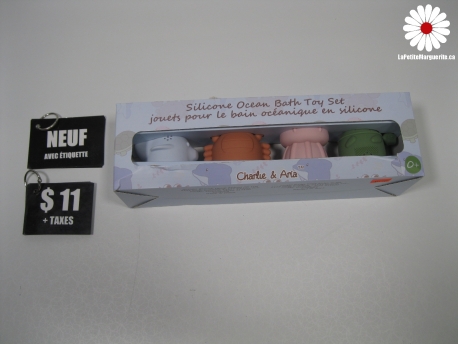 LaPetiteMarguerite.ca
NEUF
AVEC ÉTIQUETTE
$ 11
+ TAXES
Silicone Ocean Bath Toy Set
jouets pour le bain océanique en silicone
Charlie & Aria
0+